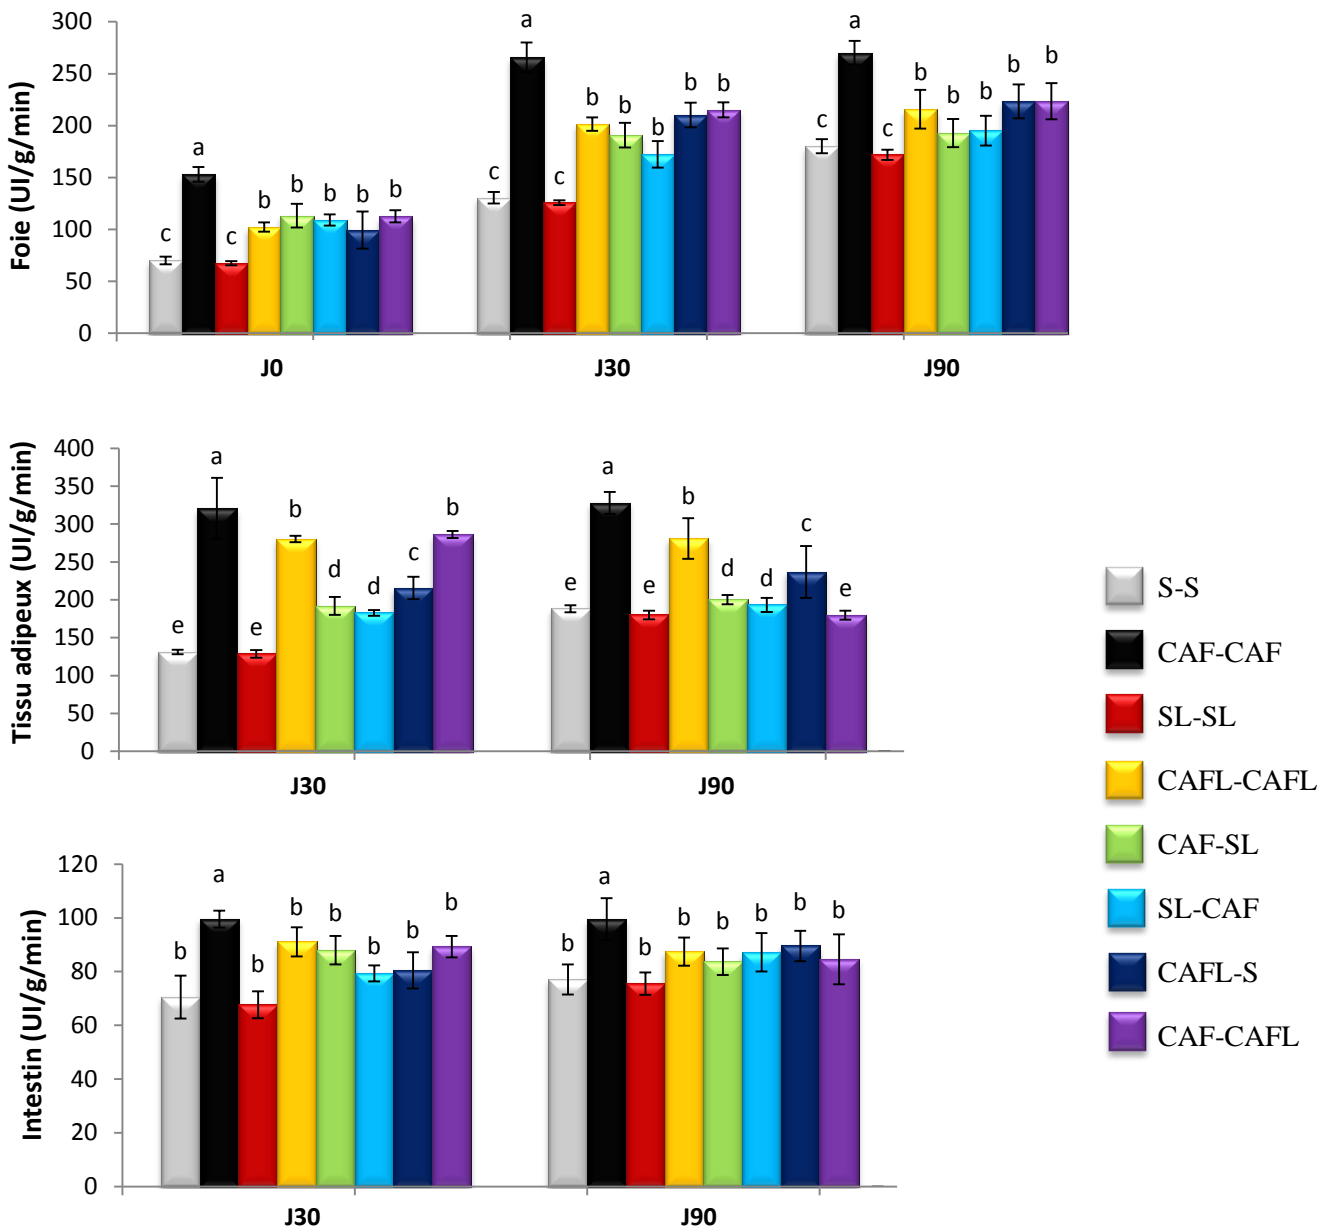 Foie (UI/g/min)
300
250
200
150
100
50
0
c a c b b b b b
c a c b b b b b
c a c b b b b b
J0 J30 J90
Tissu adipeux (UI/g/min)
400
350
300
250
200
150
100
50
0
e a e b d d c b
e a e b d d c e
J30 J90
Intestin (UI/g/min)
120
100
80
60
40
20
0
b a b b b b b b
b a b b b b b b
J30 J90
S-S
CAF-CAF
SL-SL
CAFL-CAFL
CAF-SL
SL-CAF
CAFL-S
CAF-CAFL